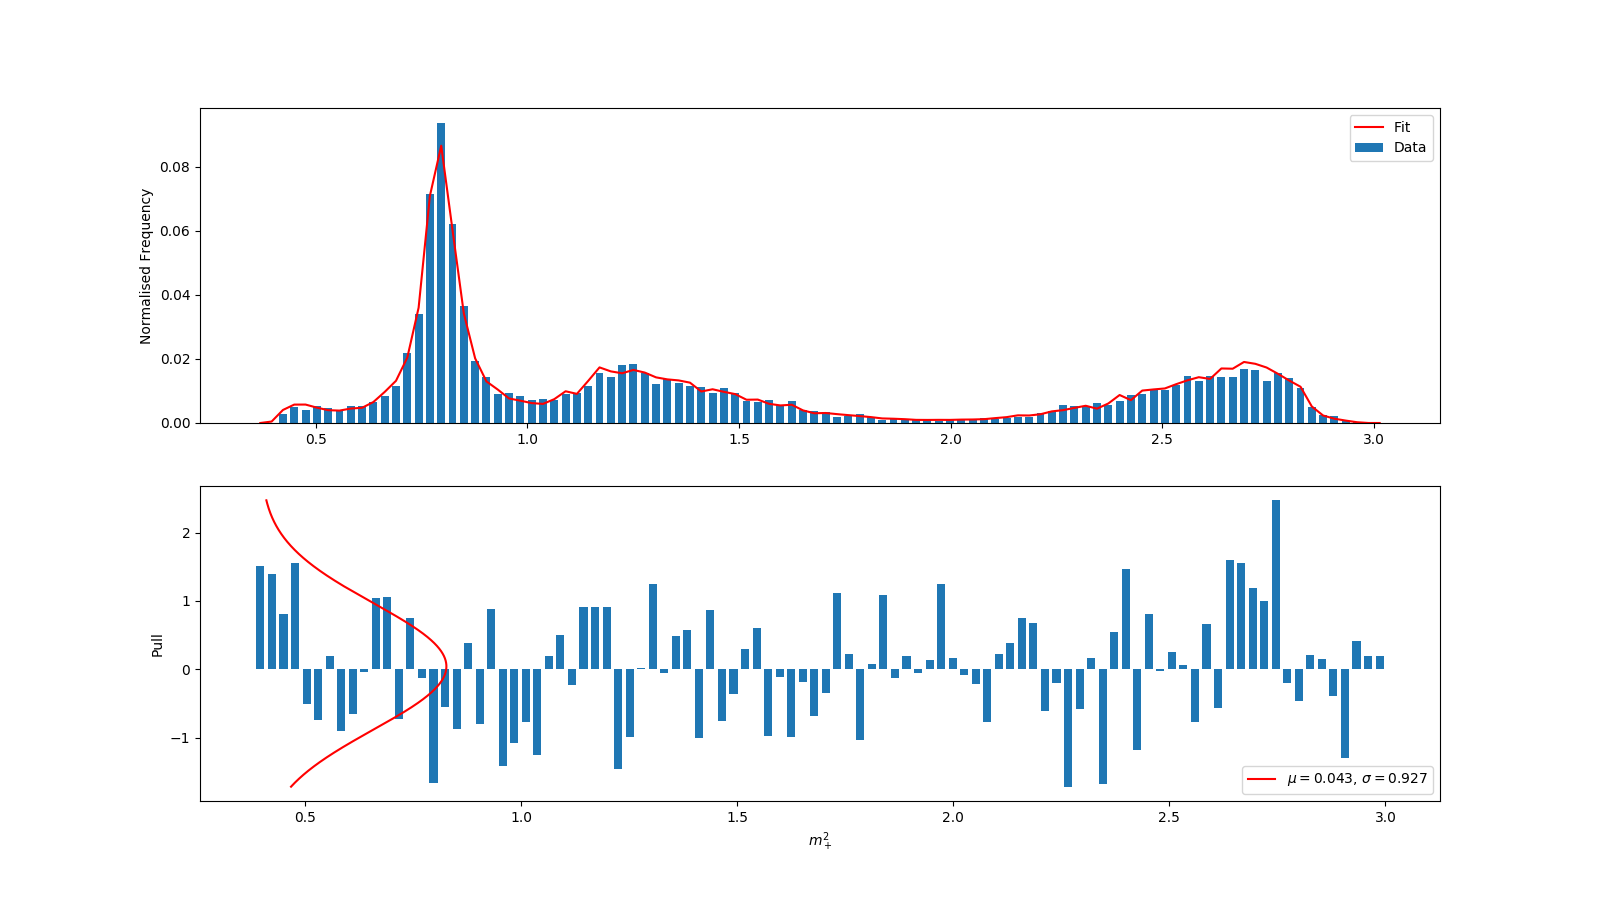 Fit
Data
Normalised Frequency
0.08
0.06
0.04
0.02
0.00
0.5 1.0 1.5 2.0 2.5 3.0
Pull
2
1
0
−1
μ = 0.043, σ = 0.927
0.5 1.0 1.5 2.0 2.5 3.0
m²₊